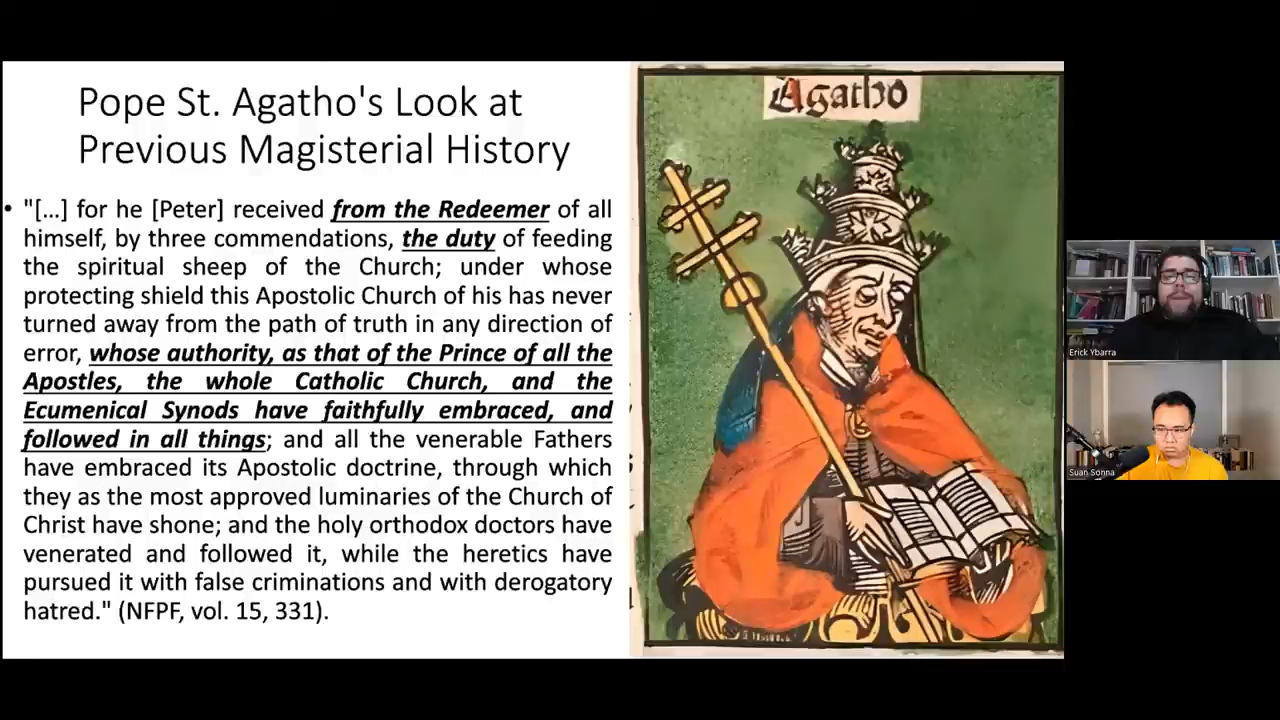 Pope St. Agatho's Look at
Previous Magisterial History
• "[...] for he [Peter] received from the Redeemer of all
himself, by three commendations, the duty of feeding
the spiritual sheep of the Church; under whose
protecting shield this Apostolic Church of his has never
turned away from the path of truth in any direction of
error, whose authority, as that of the Prince of all the
Apostles, the whole Catholic Church, and the
Ecumenical Synods have faithfully embraced, and
followed in all things; and all the venerable Fathers
have embraced its Apostolic doctrine, through which
they as the most approved luminaries of the Church of
Christ have shone; and the holy orthodox doctors have
venerated and followed it, while the heretics have
pursued it with false criminations and with derogatory
hatred." (NFPF, vol. 15, 331).
Agatho
Erick Ybarra
Suan Sonna